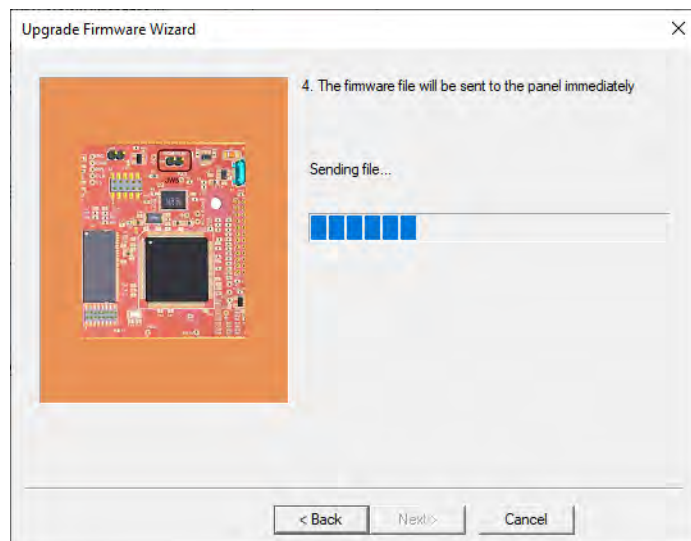 Upgrade Firmware Wizard
4. The firmware file will be sent to the panel immediately
Sending file...
< Back
Next >
Cancel